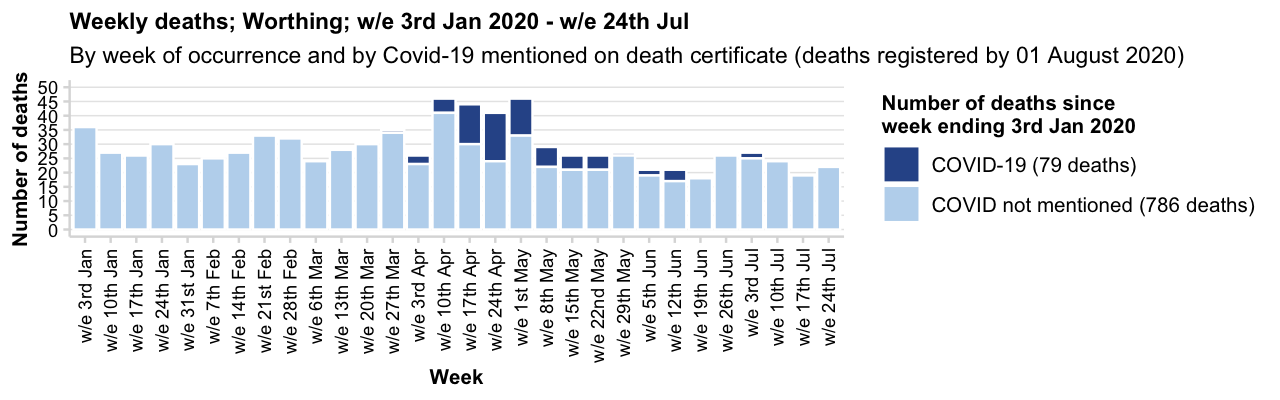 Weekly deaths; Worthing; w/e 3rd Jan 2020 - w/e 24th Jul
By week of occurrence and by Covid-19 mentioned on death certificate (deaths registered by 01 August 2020)
Number of deaths
50
45
40
35
30
25
20
15
10
5
0
w/e 3rd Jan
w/e 10th Jan
w/e 17th Jan
w/e 24th Jan
w/e 31st Jan
w/e 7th Feb
w/e 14th Feb
w/e 21st Feb
w/e 28th Feb
w/e 6th Mar
w/e 13th Mar
w/e 20th Mar
w/e 27th Mar
w/e 3rd Apr
w/e 10th Apr
w/e 17th Apr
w/e 24th Apr
w/e 1st May
w/e 8th May
w/e 15th May
w/e 22nd May
w/e 29th May
w/e 5th Jun
w/e 12th Jun
w/e 19th Jun
w/e 26th Jun
w/e 3rd Jul
w/e 10th Jul
w/e 17th Jul
w/e 24th Jul
Week
Number of deaths since
week ending 3rd Jan 2020
COVID-19 (79 deaths)
COVID not mentioned (786 deaths)